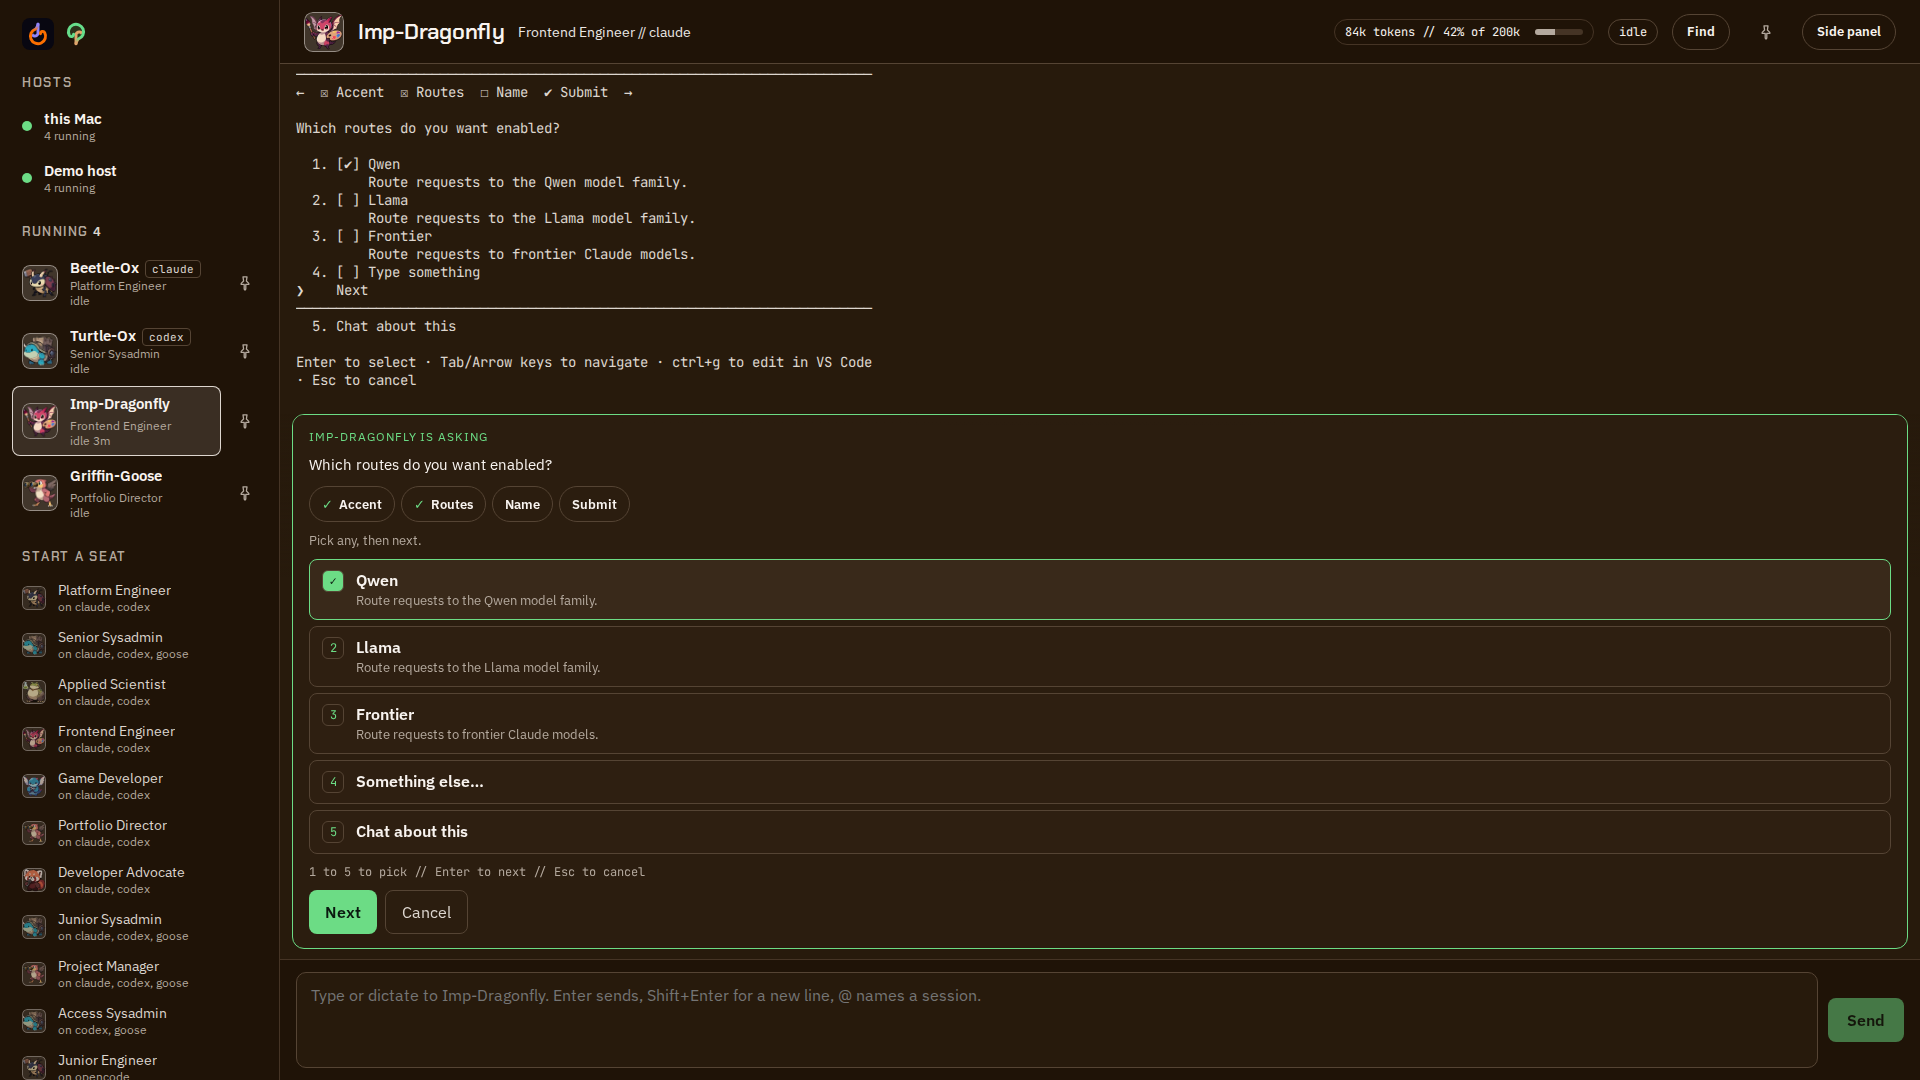 HOSTS
this Mac
4 running
Demo host
4 running
RUNNING 4
Beetle-Ox claude
Platform Engineer
idle
Turtle-Ox codex
Senior Sysadmin
idle
Imp-Dragonfly
Frontend Engineer
idle 3m
Griffin-Goose
Portfolio Director
idle
START A SEAT
Platform Engineer
on claude, codex
Senior Sysadmin
on claude, codex, goose
Applied Scientist
on claude, codex
Frontend Engineer
on claude, codex
Game Developer
on claude, codex
Portfolio Director
on claude, codex
Developer Advocate
on claude, codex
Junior Sysadmin
on claude, codex, goose
Project Manager
on claude, codex, goose
Access Sysadmin
on codex, goose
Junior Engineer
on opencode
Imp-Dragonfly Frontend Engineer // claude
84k tokens // 42% of 200k idle Find Side panel
← ☒ Accent ☒ Routes ☐ Name ✔ Submit →
Which routes do you want enabled?
1. [✔] Qwen
Route requests to the Qwen model family.
2. [ ] Llama
Route requests to the Llama model family.
3. [ ] Frontier
Route requests to frontier Claude models.
4. [ ] Type something
❯ Next
5. Chat about this
Enter to select · Tab/Arrow keys to navigate · ctrl+g to edit in VS Code
· Esc to cancel
IMP-DRAGONFLY IS ASKING
Which routes do you want enabled?
✓ Accent ✓ Routes Name Submit
Pick any, then next.
✓ Qwen
Route requests to the Qwen model family.
2 Llama
Route requests to the Llama model family.
3 Frontier
Route requests to frontier Claude models.
4 Something else...
5 Chat about this
1 to 5 to pick // Enter to next // Esc to cancel
Next Cancel
Type or dictate to Imp-Dragonfly. Enter sends, Shift+Enter for a new line, @ names a session.
Send